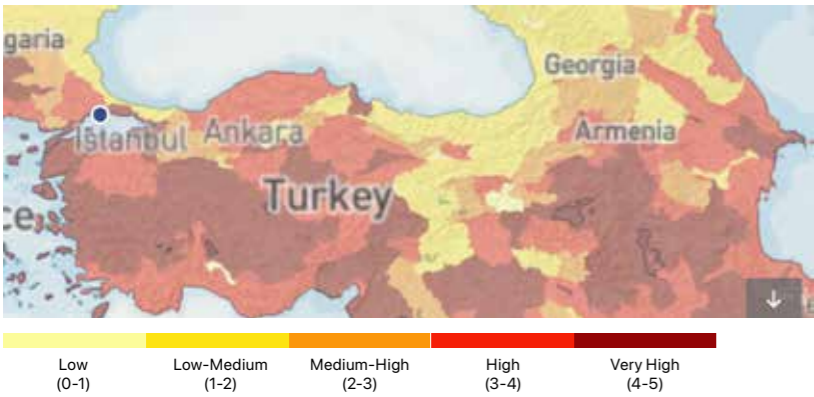 garia
Georgia
Istanbul
Ankara
Armenia
Turkey
ce
Low
(0-1)
Low-Medium
(1-2)
Medium-High
(2-3)
High
(3-4)
Very High
(4-5)